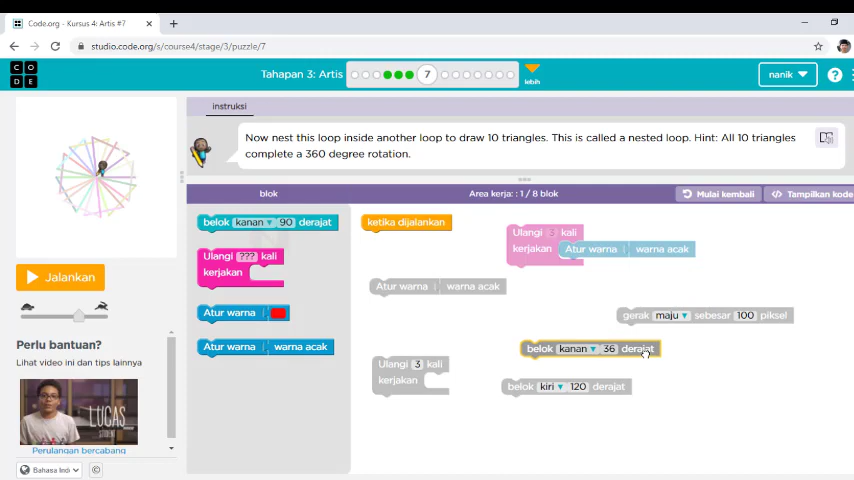 Code.org - Kursus 4: Artis #7
studio.code.org/s/course4/stage/3/puzzle/7
C O
D E
Tahapan 3: Artis
7
lebih
nanik
?
instruksi
Now nest this loop inside another loop to draw 10 triangles. This is called a nested loop. Hint: All 10 triangles
complete a 360 degree rotation.
blok
Area kerja: : 1 / 8 blok
Mulai kembali
Tampilkan kode
belok kanan 90 derajat
Ulangi ??? kali
kerjakan
Atur warna
Atur warna warna acak
ketika dijalankan
Ulangi 3 kali
kerjakan Atur warna warna acak
Atur warna warna acak
gerak maju sebesar 100 piksel
belok kanan 36 derajat
Ulangi 3 kali
kerjakan
belok kiri 120 derajat
Jalankan
Perlu bantuan?
Lihat video ini dan tips lainnya
LUCAS
STUDENT
Perulangan bercabang
Bahasa Ind
©